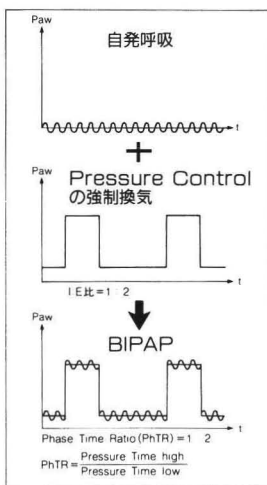 Paw
自発呼吸
t
+
Paw
Pressure Control
の強制換気
t
I:E比=1:2
BIPAP
Paw
t
Phase Time Ratio (PhTR)=1:2
PhTR=Pressure Time high
Pressure Time low